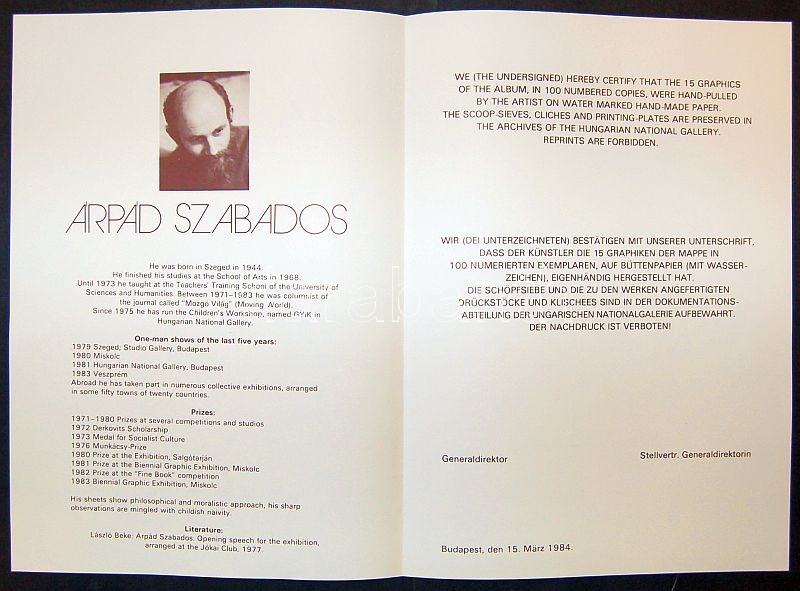 ÁRPÁD SZABADOS
He was born in Szeged in 1944.
He finished his studies at the School of Arts in 1968.
Until 1973 he taught at the Teachers' Training School of the University of
Sciences and Humanities. Between 1971–1983 he was columnist of
the journal called "Mozgó Világ" (Moving World).
Since 1975 he has run the Children's Workshop, named GYIK in
Hungarian National Gallery.
One-man shows of the last five years:
1979 Szeged; Studio Gallery, Budapest
1980 Miskolc
1981 Hungarian National Gallery, Budapest
1983 Veszprém
Abroad he has taken part in numerous collective exhibitions, arranged
in some fifty towns of twenty countries.
Prizes:
1971–1980 Prizes at several competitions and studios
1972 Derkovits Scholarship
1973 Medal for Socialist Culture
1976 Munkácsy-Prize
1980 Prize at the Exhibition, Salgótarján
1981 Prize at the Biennial Graphic Exhibition, Miskolc
1982 Prize at the "Fine Book" competition
1983 Biennial Graphic Exhibition, Miskolc
His sheets show philosophical and moralistic approach, his sharp
observations are mingled with childish naivity.
Literature:
László Beke: Árpád Szabados. Opening speech for the exhibition,
arranged at the Jókai Club, 1977.
WE (THE UNDERSIGNED) HEREBY CERTIFY THAT THE 15 GRAPHICS
OF THE ALBUM, IN 100 NUMBERED COPIES, WERE HAND-PULLED
BY THE ARTIST ON WATER MARKED HAND-MADE PAPER.
THE SCOOP-SIEVES, CLICHES AND PRINTING-PLATES ARE PRESERVED IN
THE ARCHIVES OF THE HUNGARIAN NATIONAL GALLERY.
REPRINTS ARE FORBIDDEN.
WIR (DEI UNTERZEICHNETEN) BESTÄTIGEN MIT UNSERER UNTERSCHRIFT,
DASS DER KÜNSTLER DIE 15 GRAPHIKEN DER MAPPE IN
100 NUMERIERTEN EXEMPLAREN, AUF BÜTTENPAPIER (MIT WASSER-
ZEICHEN), EIGENHÄNDIG HERGESTELLT HAT.
DIE SCHÖPFSIEBE UND DIE ZU DEN WERKEN ANGEFERTIGTEN
DRÜCKSTÖCKE UND KLISCHEES SIND IN DER DOKUMENTATIONS-
ABTEILUNG DER UNGARISCHEN NATIONALGALERIE AUFBEWAHRT.
DER NACHDRUCK IST VERBOTEN!
Generaldirektor
Stellvertr. Generaldirektorin
Budapest, den 15. März 1984.